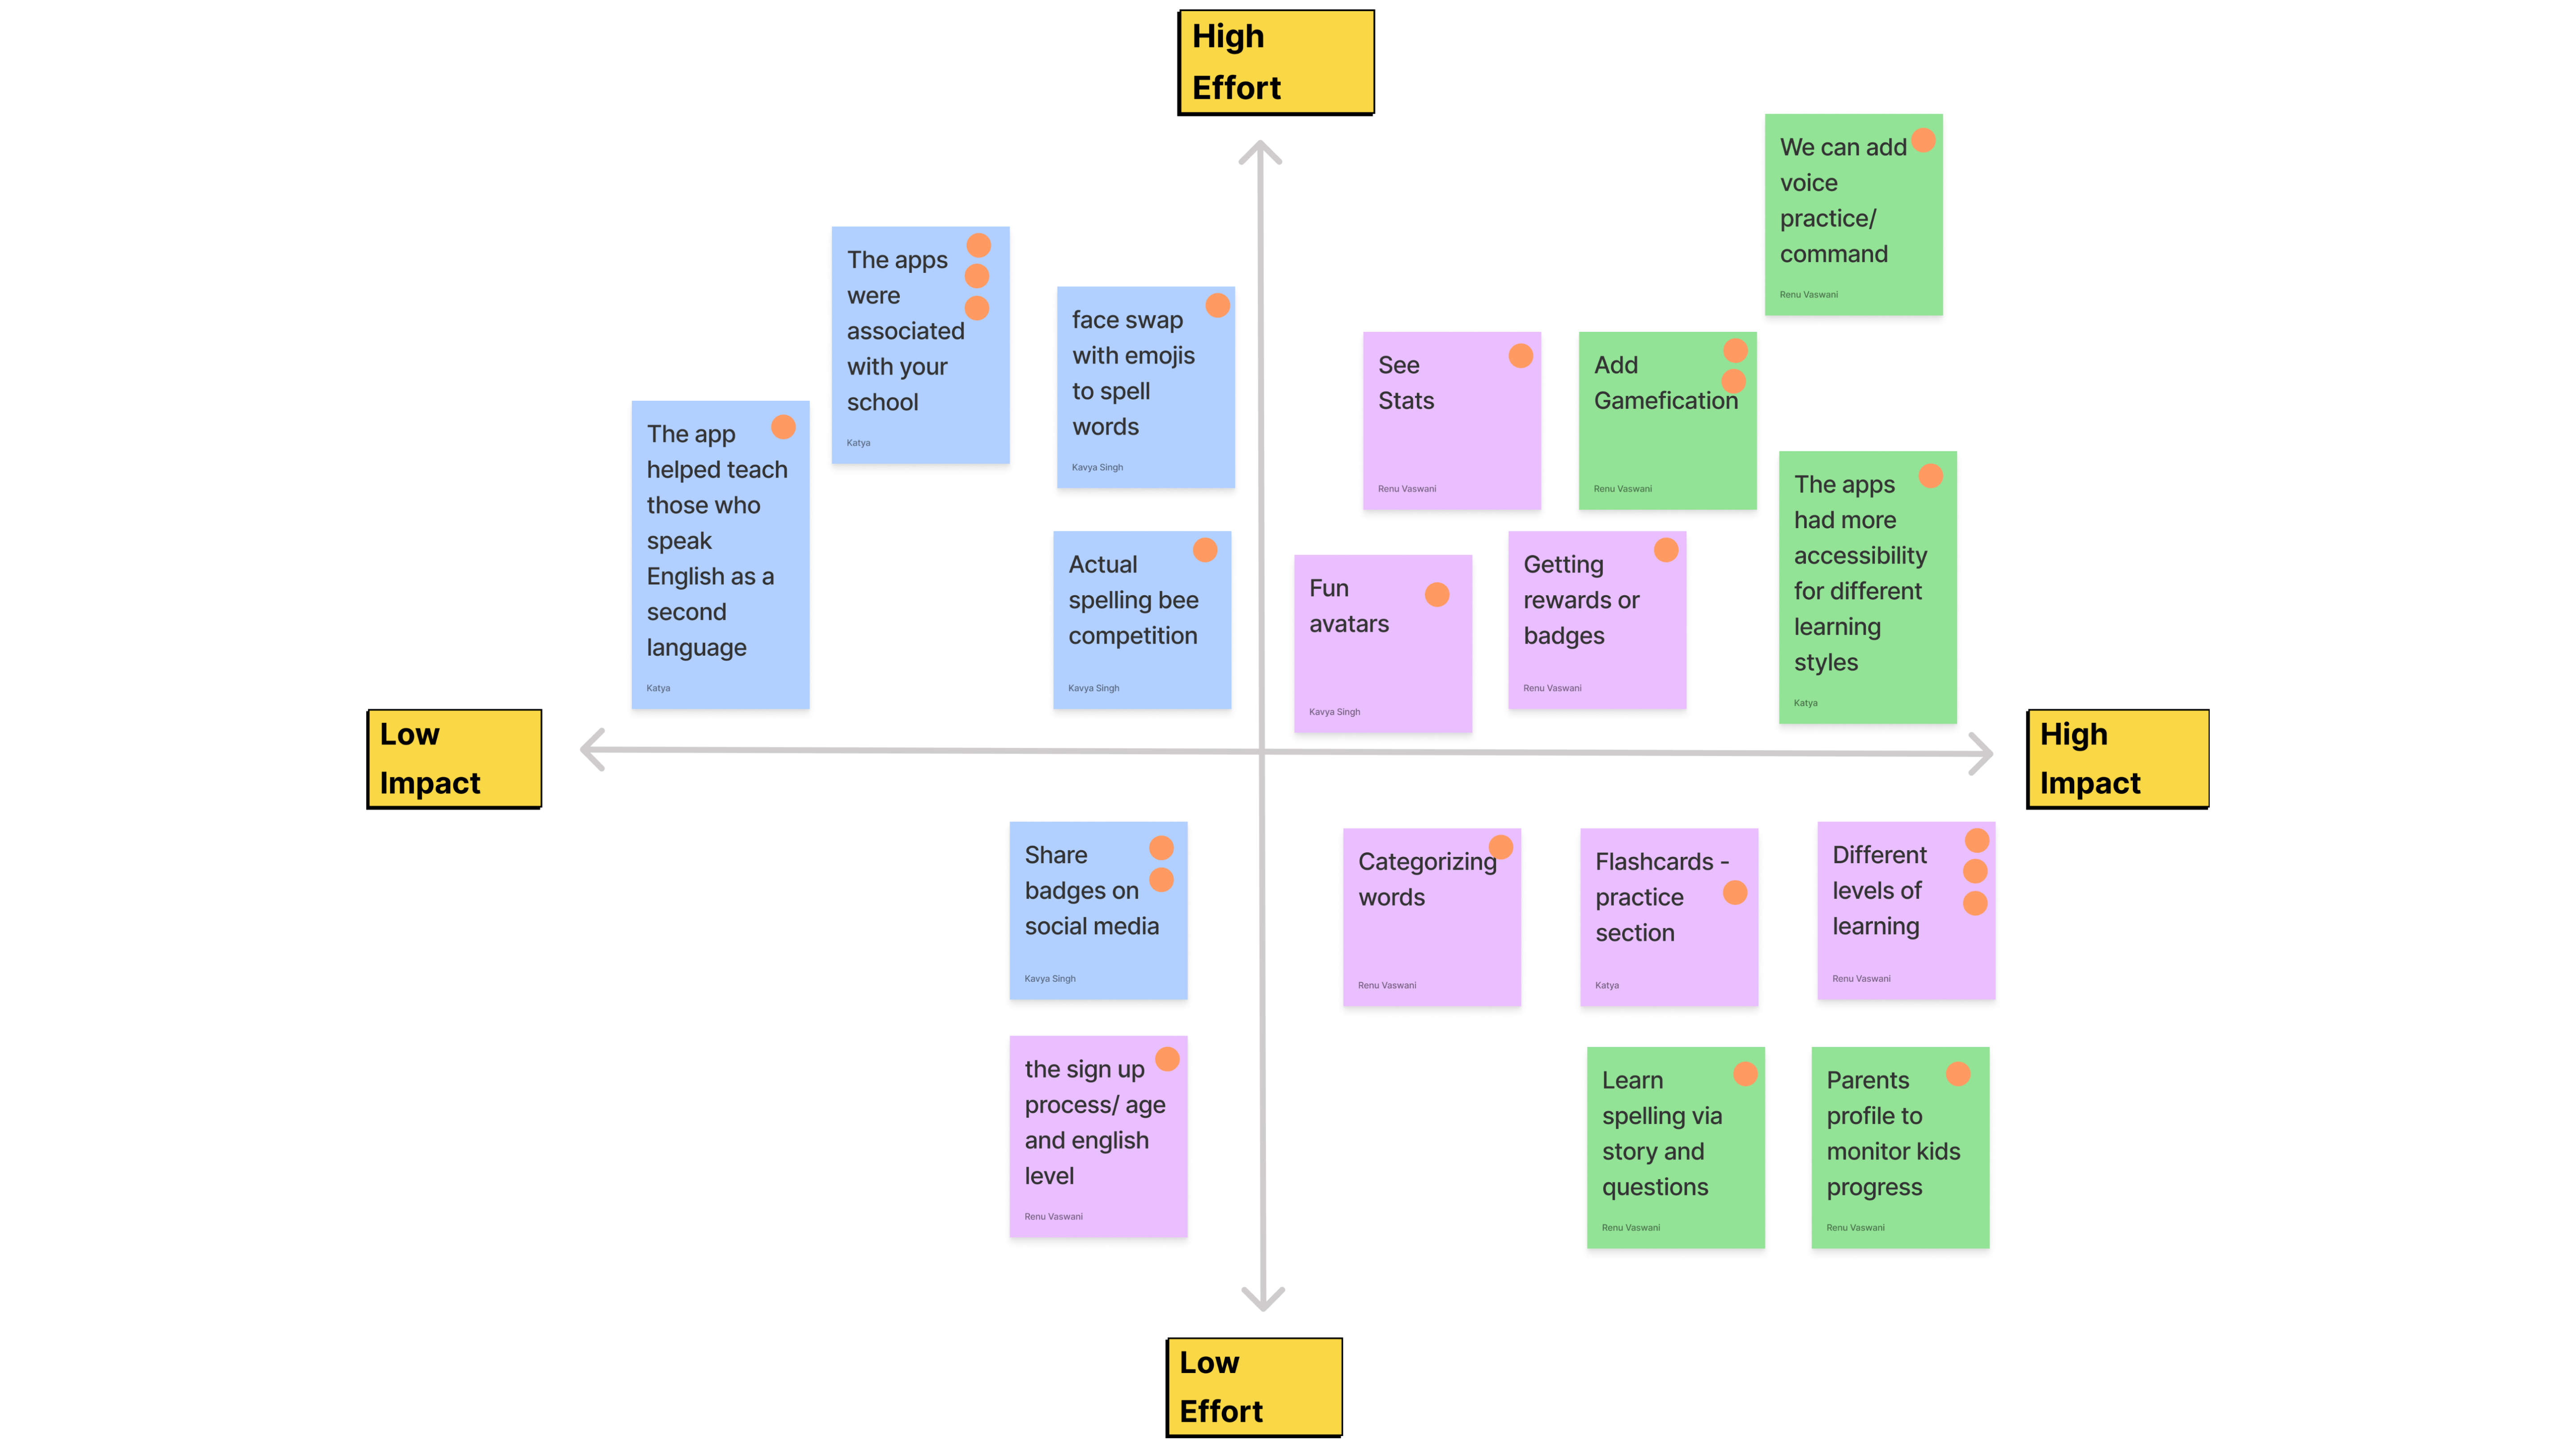 High
Effort
We can add
voice
practice/
command
Renu Vaswani
The apps
were
associated
with your
school
Katya
face swap
with emojis
to spell
words
Kavya Singh
See
Stats
Renu Vaswani
Add
Gamefication
Renu Vaswani
The app
helped teach
those who
speak
English as a
second
language
Katya
The apps
had more
accessibility
for different
learning
styles
Katya
Actual
spelling bee
competition
Kavya Singh
Fun
avatars
Kavya Singh
Getting
rewards or
badges
Renu Vaswani
Low
Impact
High
Impact
Share
badges on
social media
Kavya Singh
Categorizing
words
Renu Vaswani
Flashcards -
practice
section
Katya
Different
levels of
learning
Renu Vaswani
the sign up
process/ age
and english
level
Renu Vaswani
Learn
spelling via
story and
questions
Renu Vaswani
Parents
profile to
monitor kids
progress
Renu Vaswani
Low
Effort